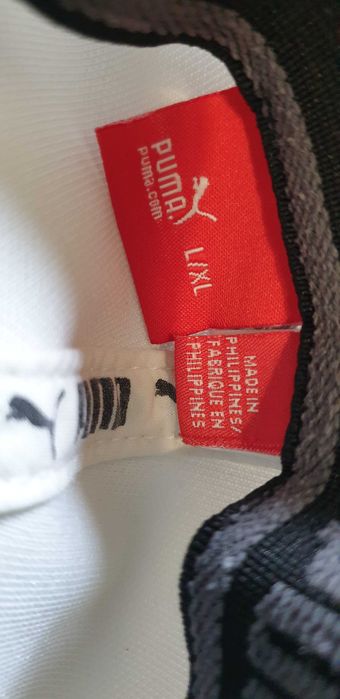 PUMA
puma.com
L/XL
MADE IN
PHILIPPINES/
FABRIQUE EN
PHILIPPINES